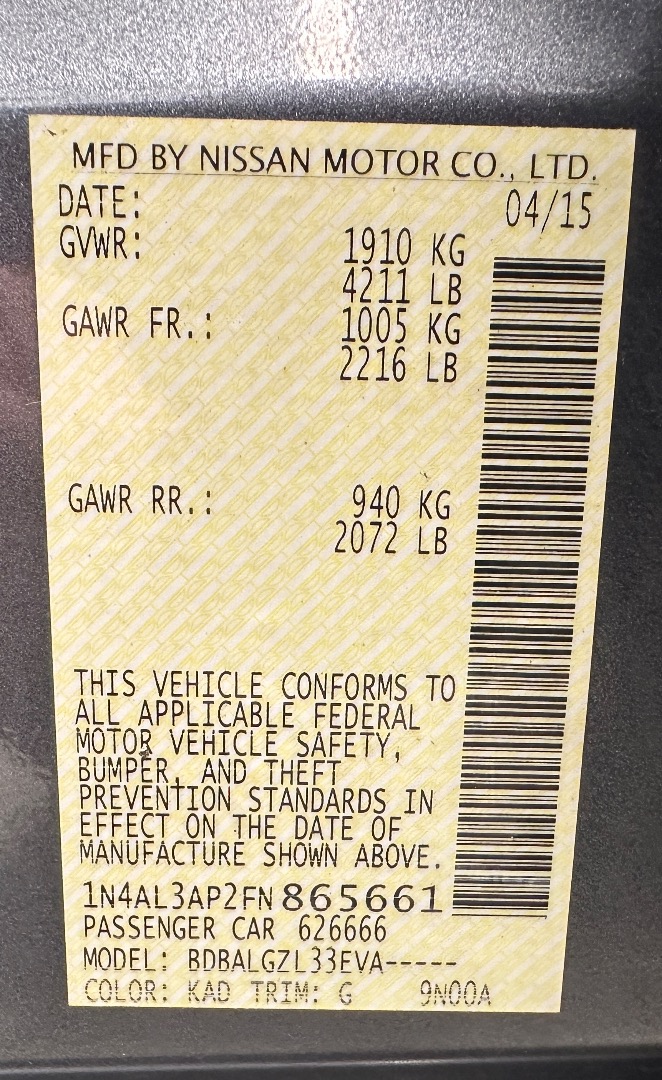 MFD BY NISSAN MOTOR CO., LTD.
DATE: 04/15
GVWR: 1910 KG
4211 LB
GAWR FR.: 1005 KG
2216 LB
GAWR RR.: 940 KG
2072 LB
THIS VEHICLE CONFORMS TO
ALL APPLICABLE FEDERAL
MOTOR VEHICLE SAFETY,
BUMPER, AND THEFT
PREVENTION STANDARDS IN
EFFECT ON THE DATE OF
MANUFACTURE SHOWN ABOVE.
1N4AL3AP2FN865661
PASSENGER CAR 626666
MODEL: BDBALGZL33EVA-----
COLOR: KAD TRIM: G 9N00A